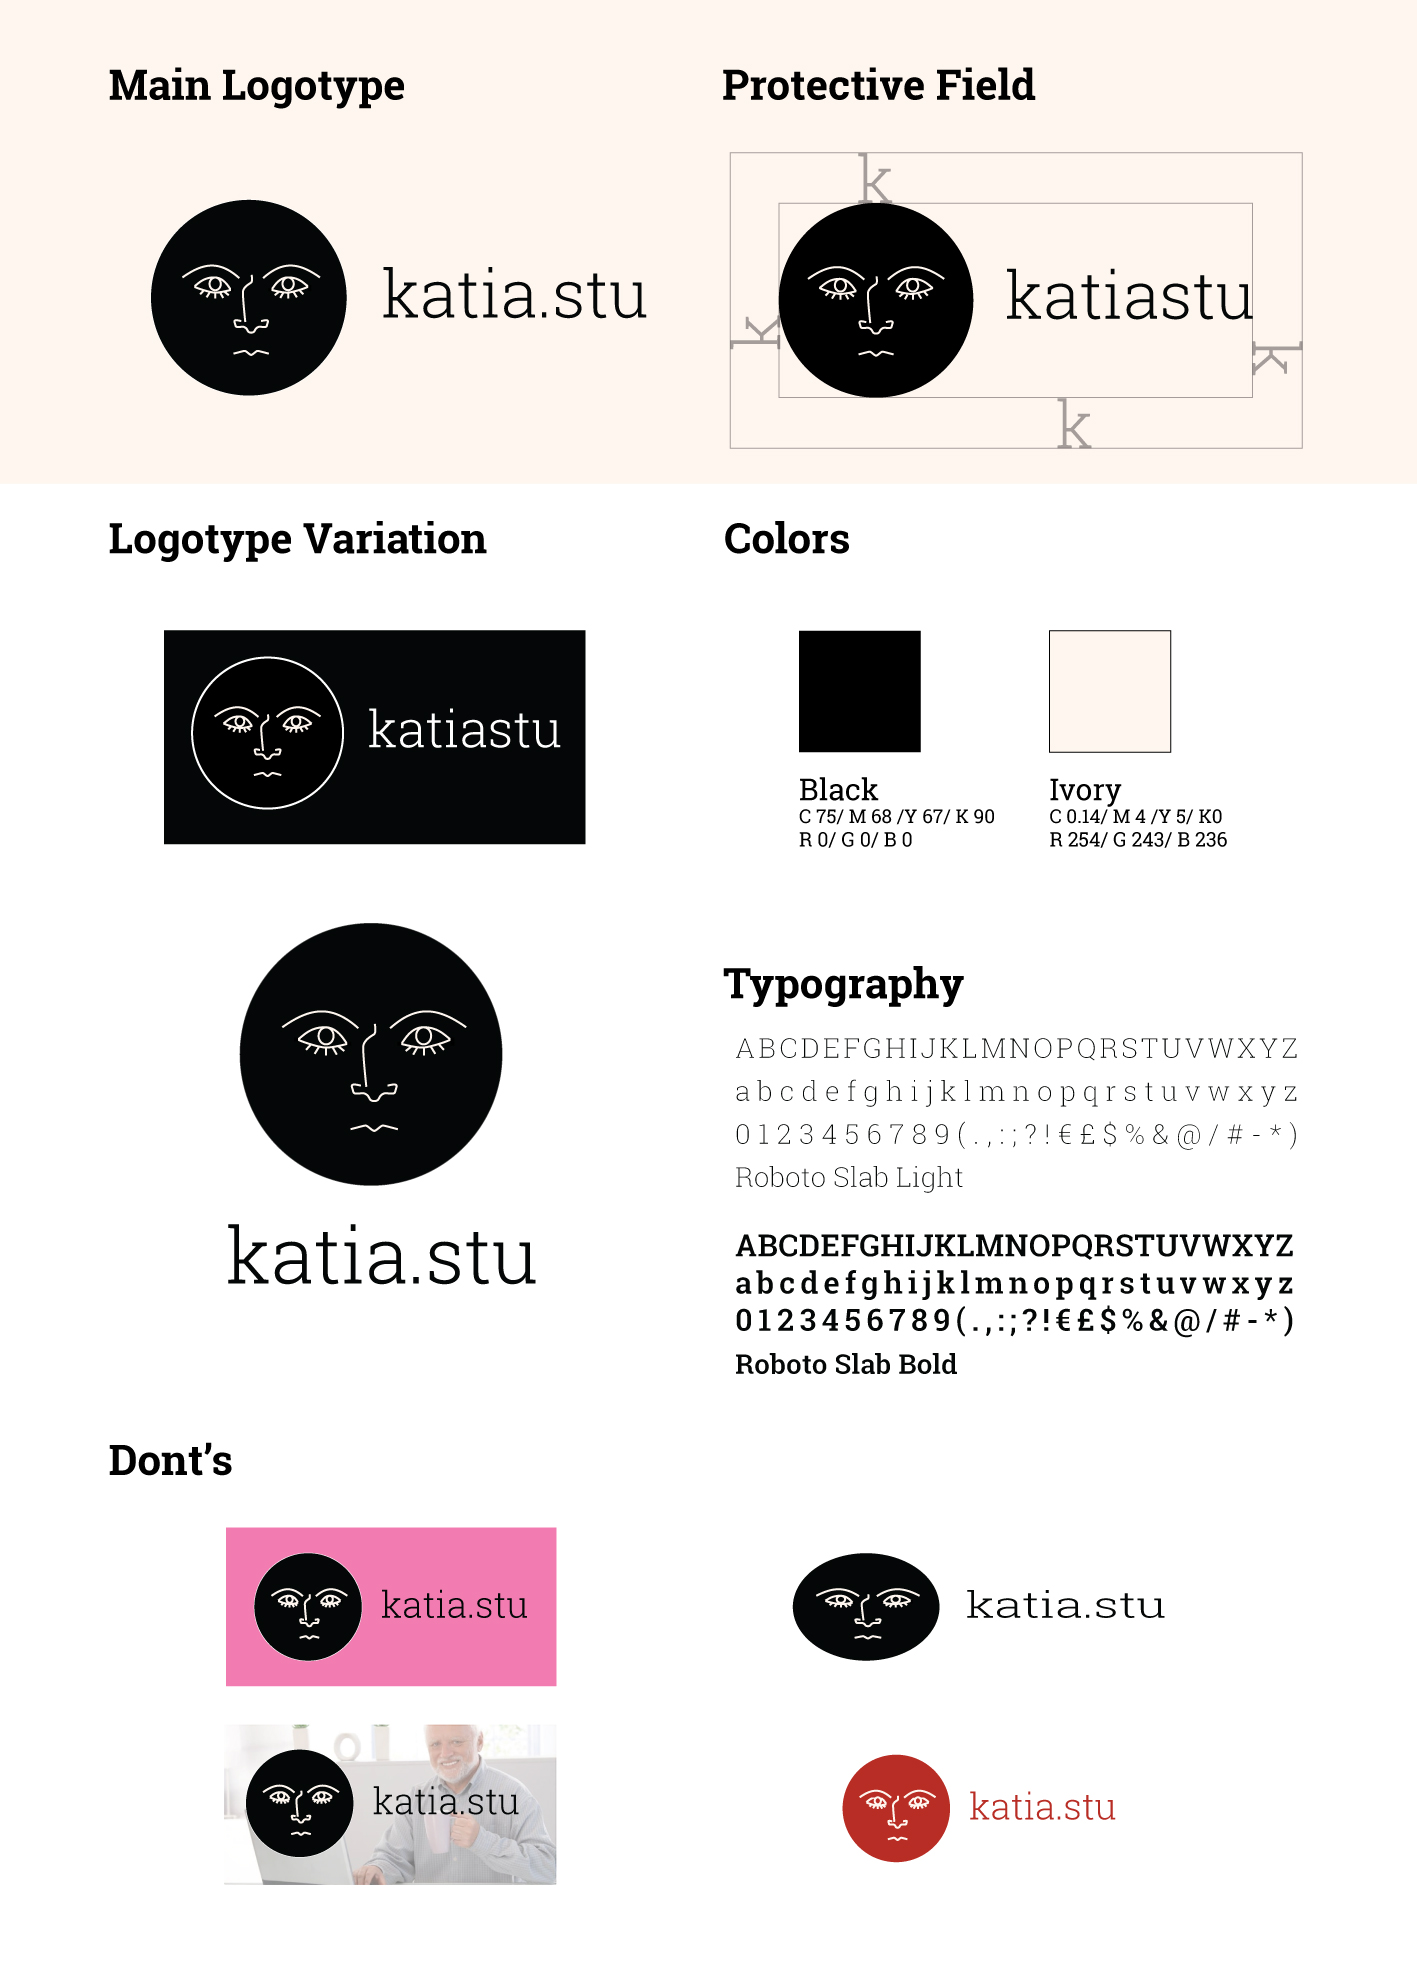 Main Logotype
katia.stu
Protective Field
k
k
katiastu
k
k
Logotype Variation
katiastu
katia.stu
Colors
Black
C 75/ M 68 /Y 67/ K 90
R 0/ G 0/ B 0
Ivory
C 0.14/ M 4 /Y 5/ K0
R 254/ G 243/ B 236
Typography
ABCDEFGHIJKLMNOPQRSTUVWXYZ
abcdefghijklmnopqrstuvwxyz
0123456789(.,:;?!€£$%&@/#-*)
Roboto Slab Light
ABCDEFGHIJKLMNOPQRSTUVWXYZ
abcdefghijklmnopqrstuvwxyz
0123456789(.,:;?!€£$%&@/#-*)
Roboto Slab Bold
Dont’s
katia.stu
katia.stu
katia.stu
katia.stu